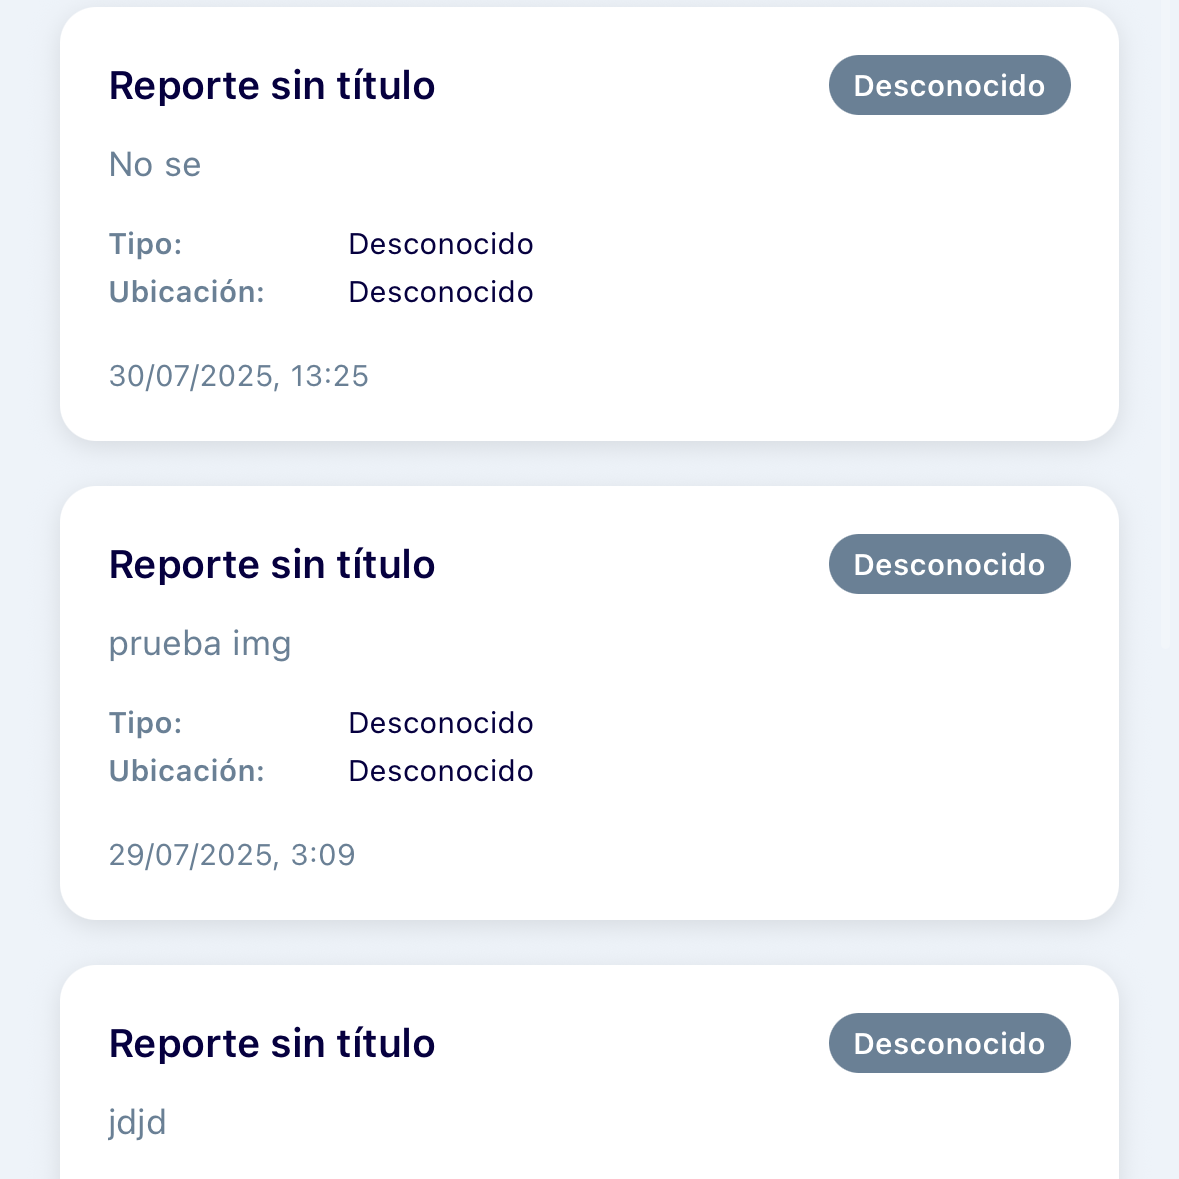 Reporte sin título
Desconocido
No se
Tipo: Desconocido
Ubicación: Desconocido
30/07/2025, 13:25
Reporte sin título
Desconocido
prueba img
Tipo: Desconocido
Ubicación: Desconocido
29/07/2025, 3:09
Reporte sin título
Desconocido
jdjd